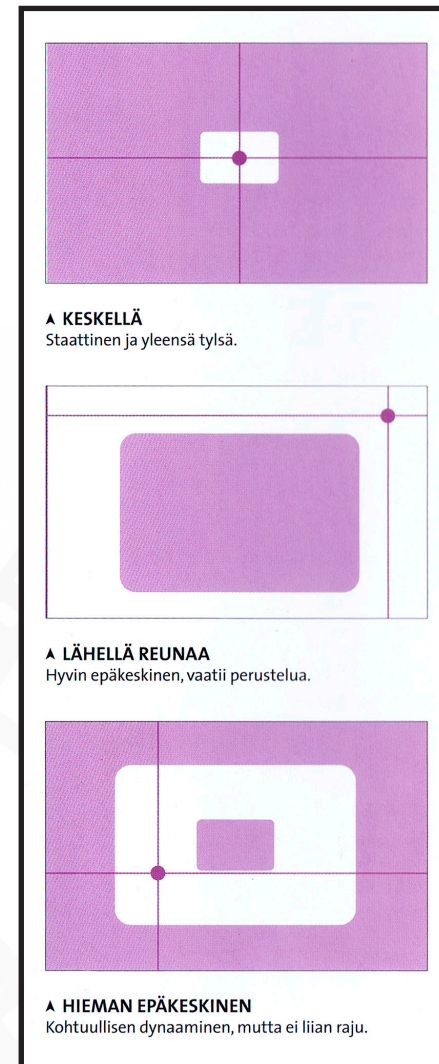 KESKELLÄ
Staattinen ja yleensä tylsä.
LÄHELLÄ REUNAA
Hyvin epäkeskinen, vaatii perustelua.
HIEMAN EPÄKESKINEN
Kohtuullisen dynaaminen, mutta ei liian raju.